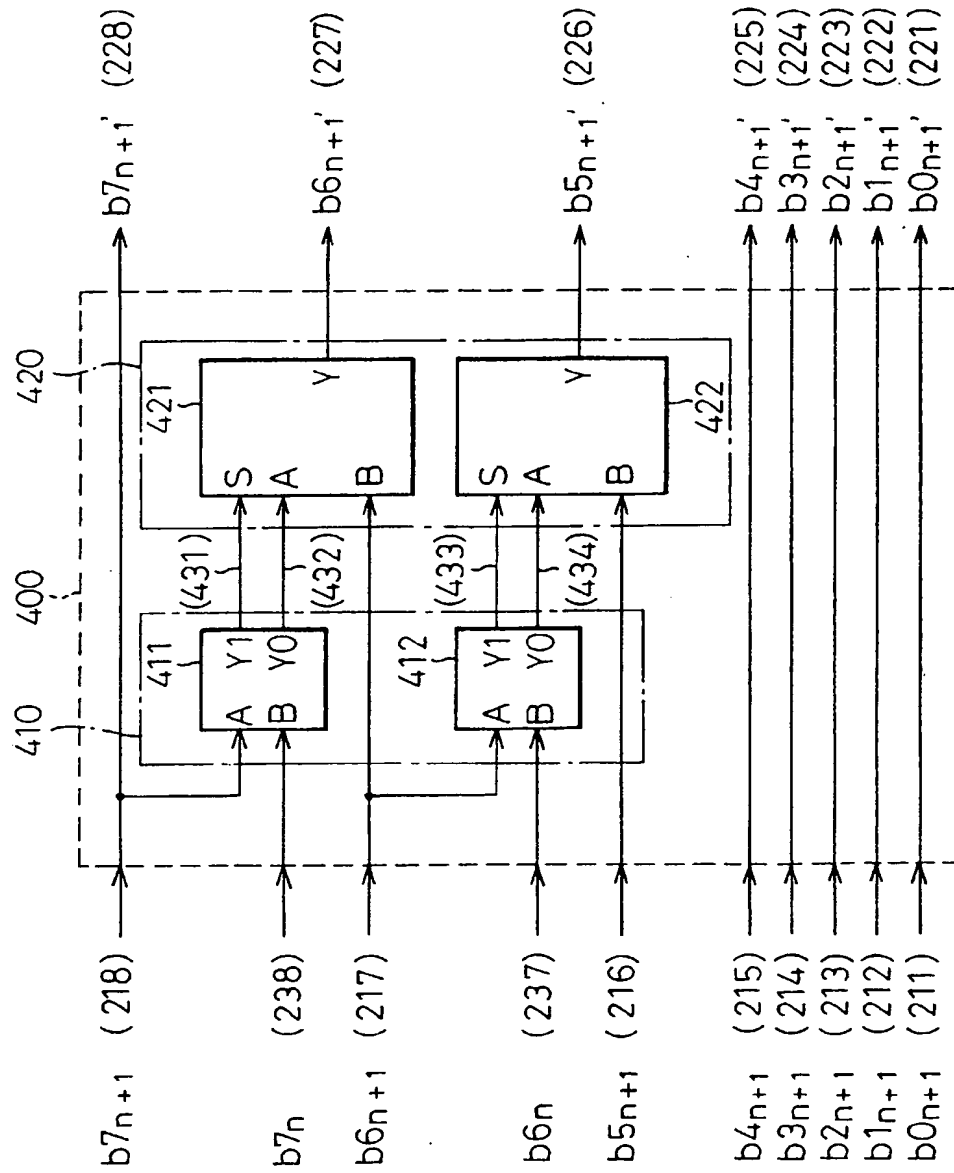 400
410
420
b7n+1 (218)
b7n+1' (228)
411
A
Y1
B
Y0
(431)
(432)
421
S
A
B
Y
b7n (238)
b6n+1 (217)
b6n+1' (227)
412
A
Y1
B
Y0
(433)
(434)
422
S
A
B
Y
b6n (237)
b5n+1 (216)
b5n+1' (226)
b4n+1 (215)
b4n+1' (225)
b3n+1 (214)
b3n+1' (224)
b2n+1 (213)
b2n+1' (223)
b1n+1 (212)
b1n+1' (222)
b0n+1 (211)
b0n+1' (221)